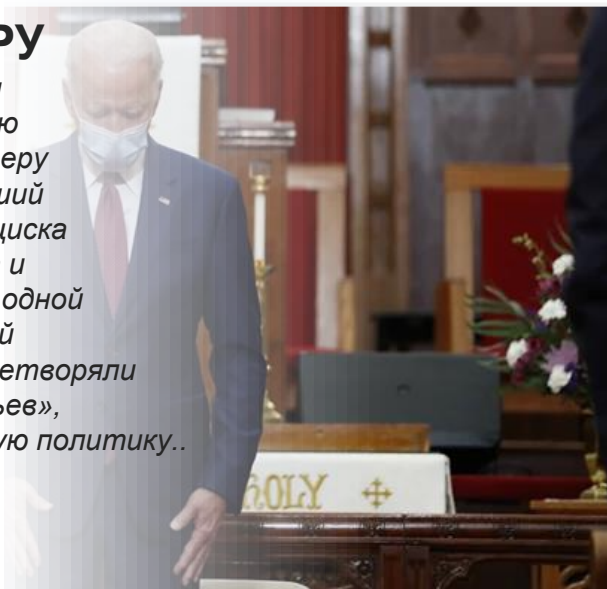 ру
ю
еру
ший
циска
и
одной
й
етворяли
ьев»,
ую политику..
HOLY